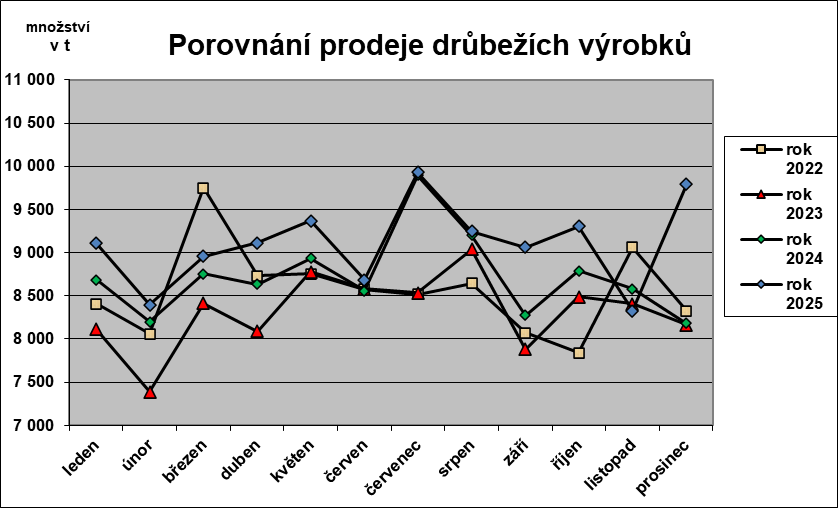 množství
v t
Porovnání prodeje drůbežích výrobků
11 000
10 500
10 000
9 500
9 000
8 500
8 000
7 500
7 000
leden
únor
březen
duben
květen
červen
červenec
srpen
září
říjen
listopad
prosinec
rok
2022
rok
2023
rok
2024
rok
2025